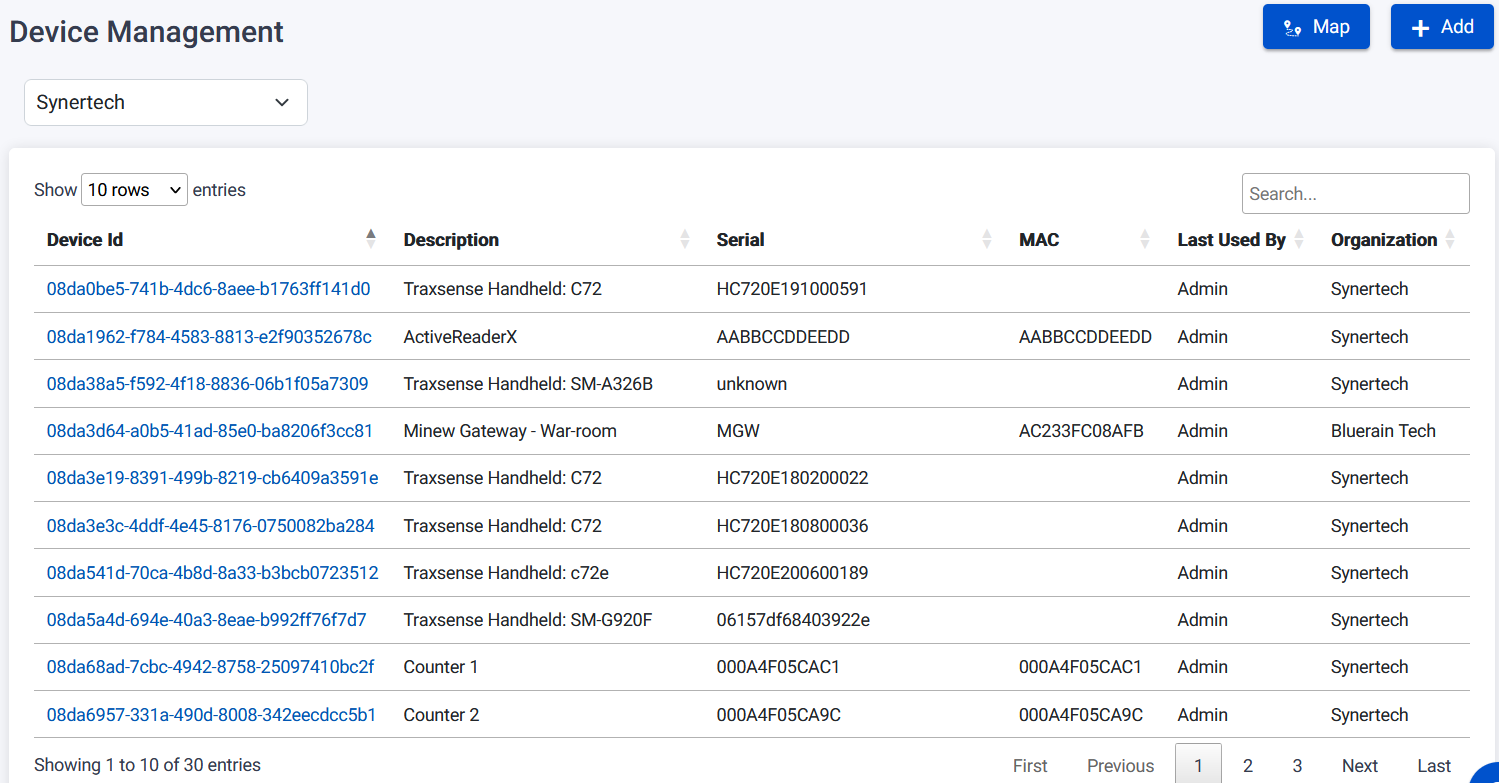 Device Management Map Add
Synertech
Show 10 rows entries Search...
Device Id Description Serial MAC Last Used By Organization
08da0be5-741b-4dc6-8aee-b1763ff141d0 Traxsense Handheld: C72 HC720E191000591 Admin Synertech
08da1962-f784-4583-8813-e2f90352678c ActiveReaderX AABBCCDDEEDD AABBCCDDEEDD Admin Synertech
08da38a5-f592-4f18-8836-06b1f05a7309 Traxsense Handheld: SM-A326B unknown Admin Synertech
08da3d64-a0b5-41ad-85e0-ba8206f3cc81 Minew Gateway - War-room MGW AC233FC08AFB Admin Bluerain Tech
08da3e19-8391-499b-8219-cb6409a3591e Traxsense Handheld: C72 HC720E180200022 Admin Synertech
08da3e3c-4ddf-4e45-8176-0750082ba284 Traxsense Handheld: C72 HC720E180800036 Admin Synertech
08da541d-70ca-4b8d-8a33-b3bcb0723512 Traxsense Handheld: c72e HC720E200600189 Admin Synertech
08da5a4d-694e-40a3-8eae-b992ff76f7d7 Traxsense Handheld: SM-G920F 06157df68403922e Admin Synertech
08da68ad-7cbc-4942-8758-25097410bc2f Counter 1 000A4F05CAC1 000A4F05CAC1 Admin Synertech
08da6957-331a-490d-8008-342eecdcc5b1 Counter 2 000A4F05CA9C 000A4F05CA9C Admin Synertech
Showing 1 to 10 of 30 entries First Previous 1 2 3 Next Last